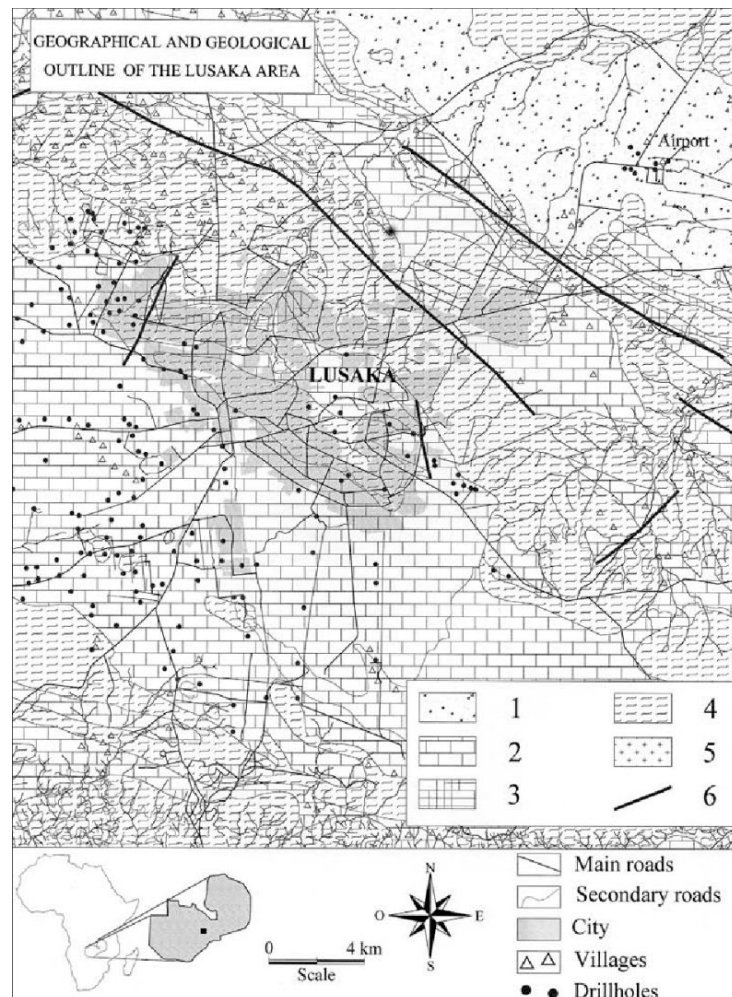 GEOGRAPHICAL AND GEOLOGICAL
OUTLINE OF THE LUSAKA AREA
Airport
LUSAKA
1 4
2 5
3 6
Main roads
Secondary roads
City
Villages
Drillholes
N
O E
S
0 4 km
Scale